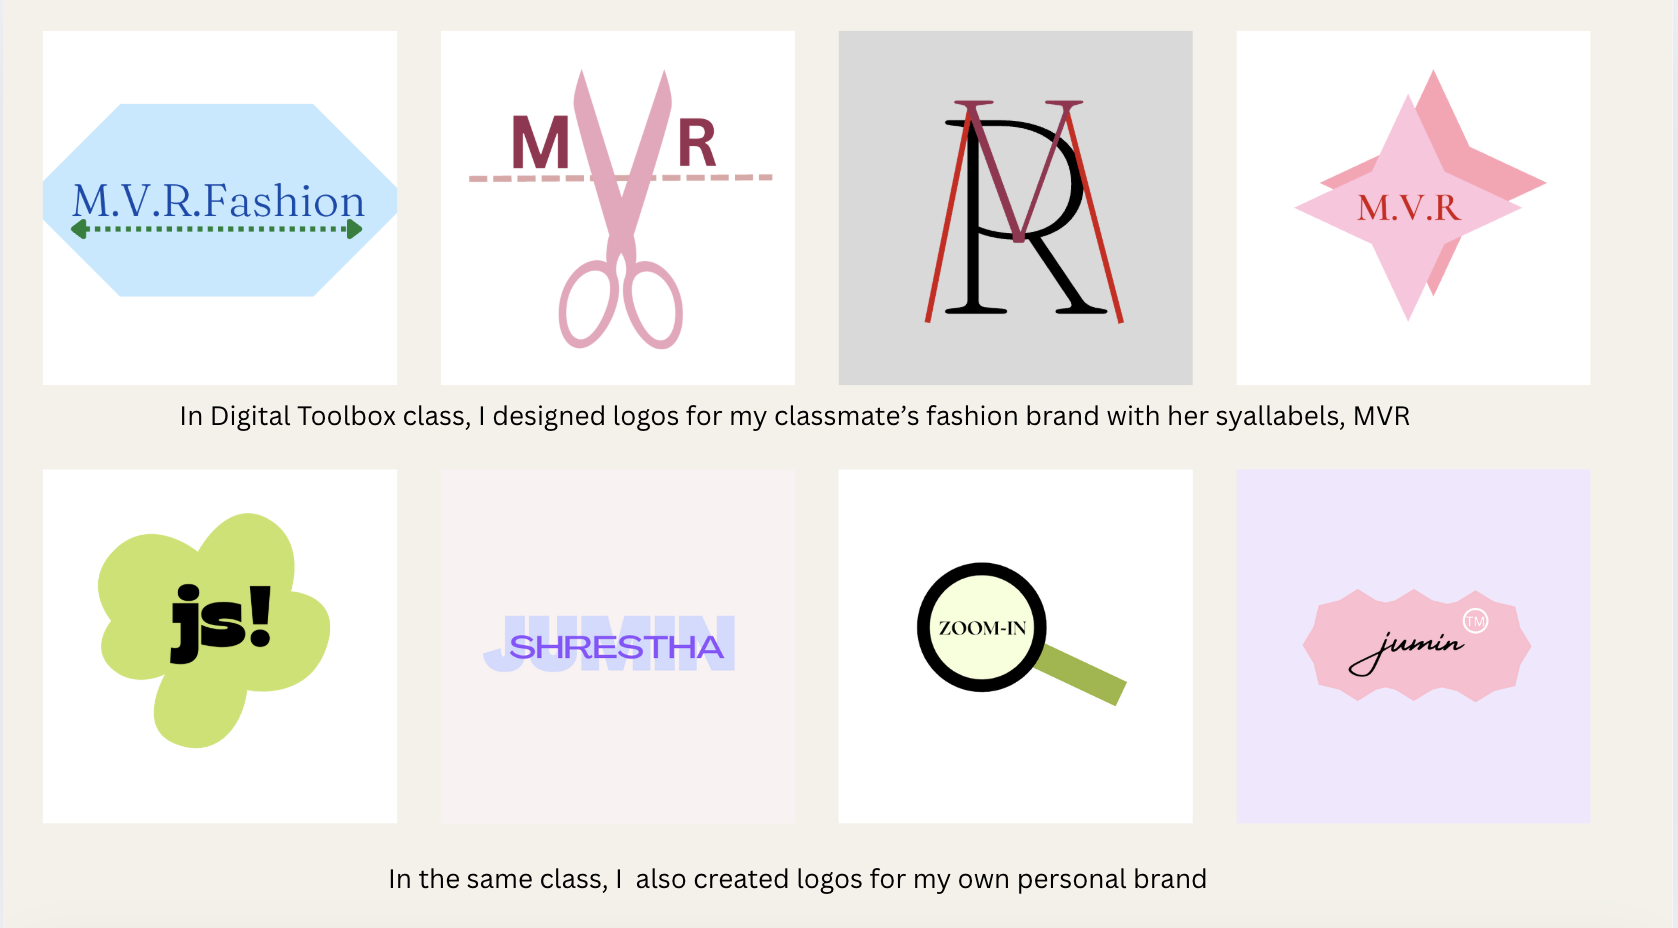 M.V.R.Fashion
M R
MVR
M.V.R
In Digital Toolbox class, I designed logos for my classmate’s fashion brand with her syallabels, MVR
js!
JUMIN
SHRESTHA
ZOOM-IN
jumin
TM
In the same class, I  also created logos for my own personal brand